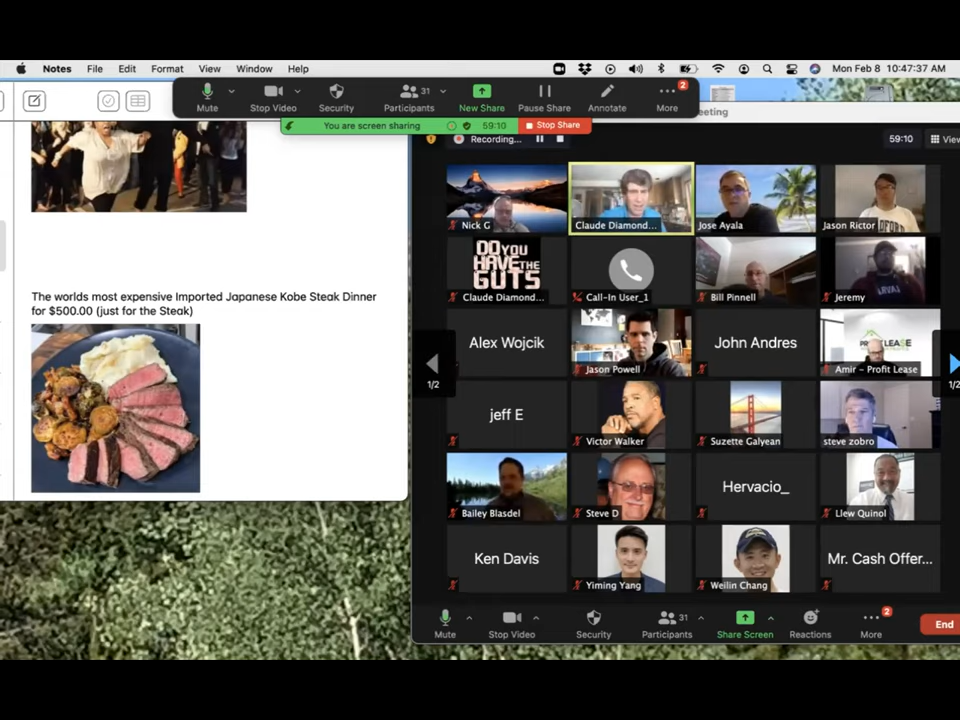 Notes File Edit Format View Window Help
Mon Feb 8 10:47:37 AM
Mute Stop Video Security Participants 31 New Share Pause Share Annotate More 2
You are screen sharing 59:10 Stop Share
eeting
Recording... 59:10 View
Nick G Claude Diamond... Jose Ayala Jason Rictor
DO YOU
HAVE THE
GUTS
Claude Diamond... Call-In User_1 Bill Pinnell Jeremy
The worlds most expensive Imported Japanese Kobe Steak Dinner
for $500.00 (just for the Steak)
Alex Wojcik Jason Powell John Andres Amir - Profit Lease
1/2 1/2
jeff E Victor Walker Suzette Galyean steve zobro
Bailey Blasdel Steve D Hervacio_ Llew Quinol
Ken Davis Yiming Yang Weilin Chang Mr. Cash Offer...
Mute Stop Video Security Participants 31 Share Screen Reactions More 2 End